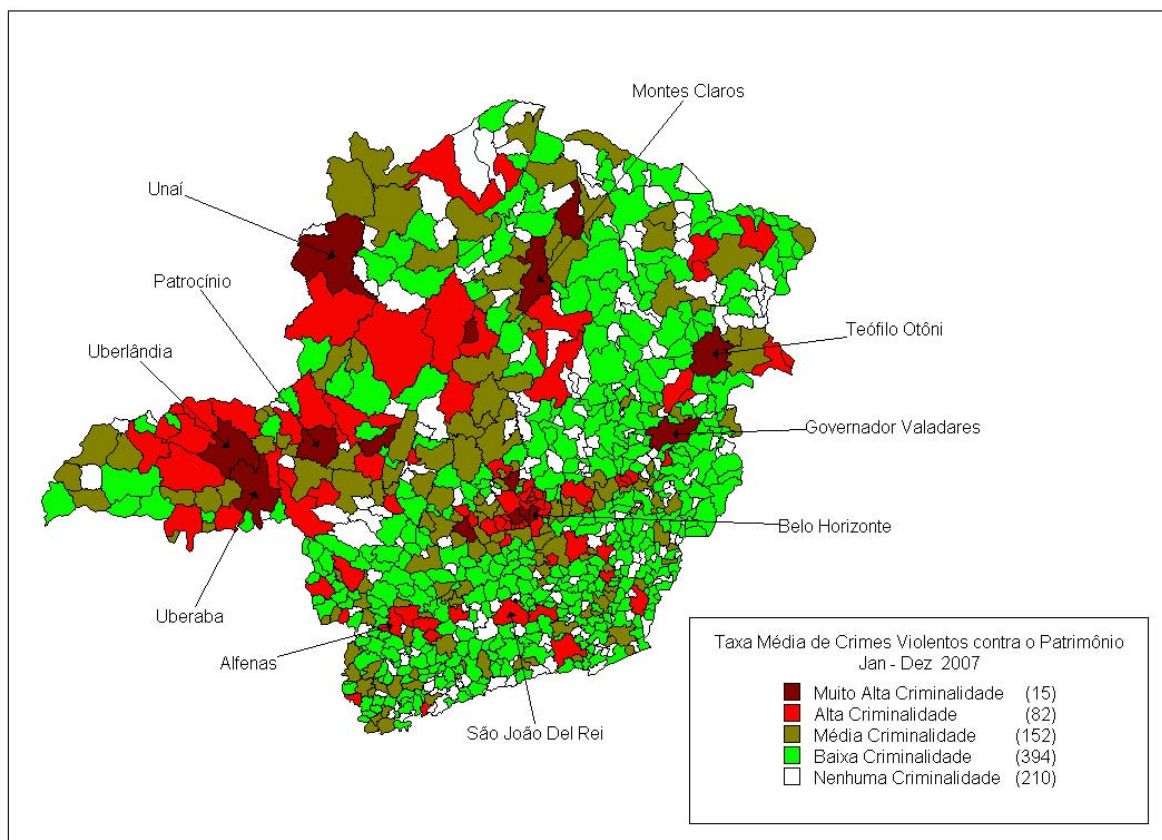 Montes Claros
Unaí
Patrocínio
Uberlândia
Teófilo Otôni
Governador Valadares
Belo Horizonte
Uberaba
Alfenas
São João Del Rei
Taxa Média de Crimes Violentos contra o Patrimônio
Jan - Dez 2007
Muito Alta Criminalidade (15)
Alta Criminalidade (82)
Média Criminalidade (152)
Baixa Criminalidade (394)
Nenhuma Criminalidade (210)